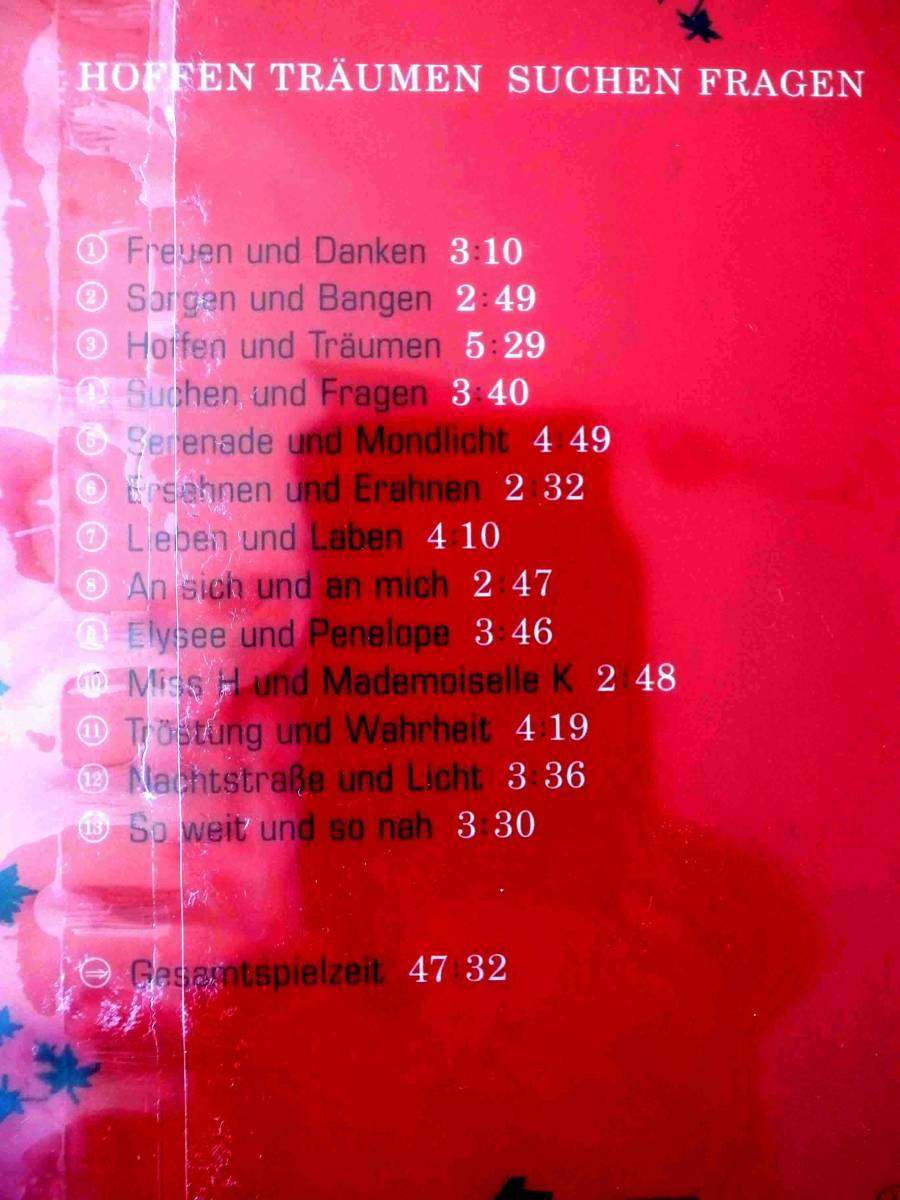 HOFFEN TRÄUMEN SUCHEN FRAGEN
1 Freuen und Danken 3:10
2 Sorgen und Bangen 2:49
3 Hoffen und Träumen 5:29
4 Suchen und Fragen 3:40
5 Serenade und Mondlicht 4:49
6 Ersehnen und Erahnen 2:32
7 Lieben und Laben 4:10
8 An sich und an mich 2:47
9 Elysee und Penelope 3:46
10 Miss H und Mademoiselle K 2:48
11 Tröstung und Wahrheit 4:19
12 Nachtstraße und Licht 3:36
13 So weit und so nah 3:30
⇒ Gesamtspielzeit 47:32